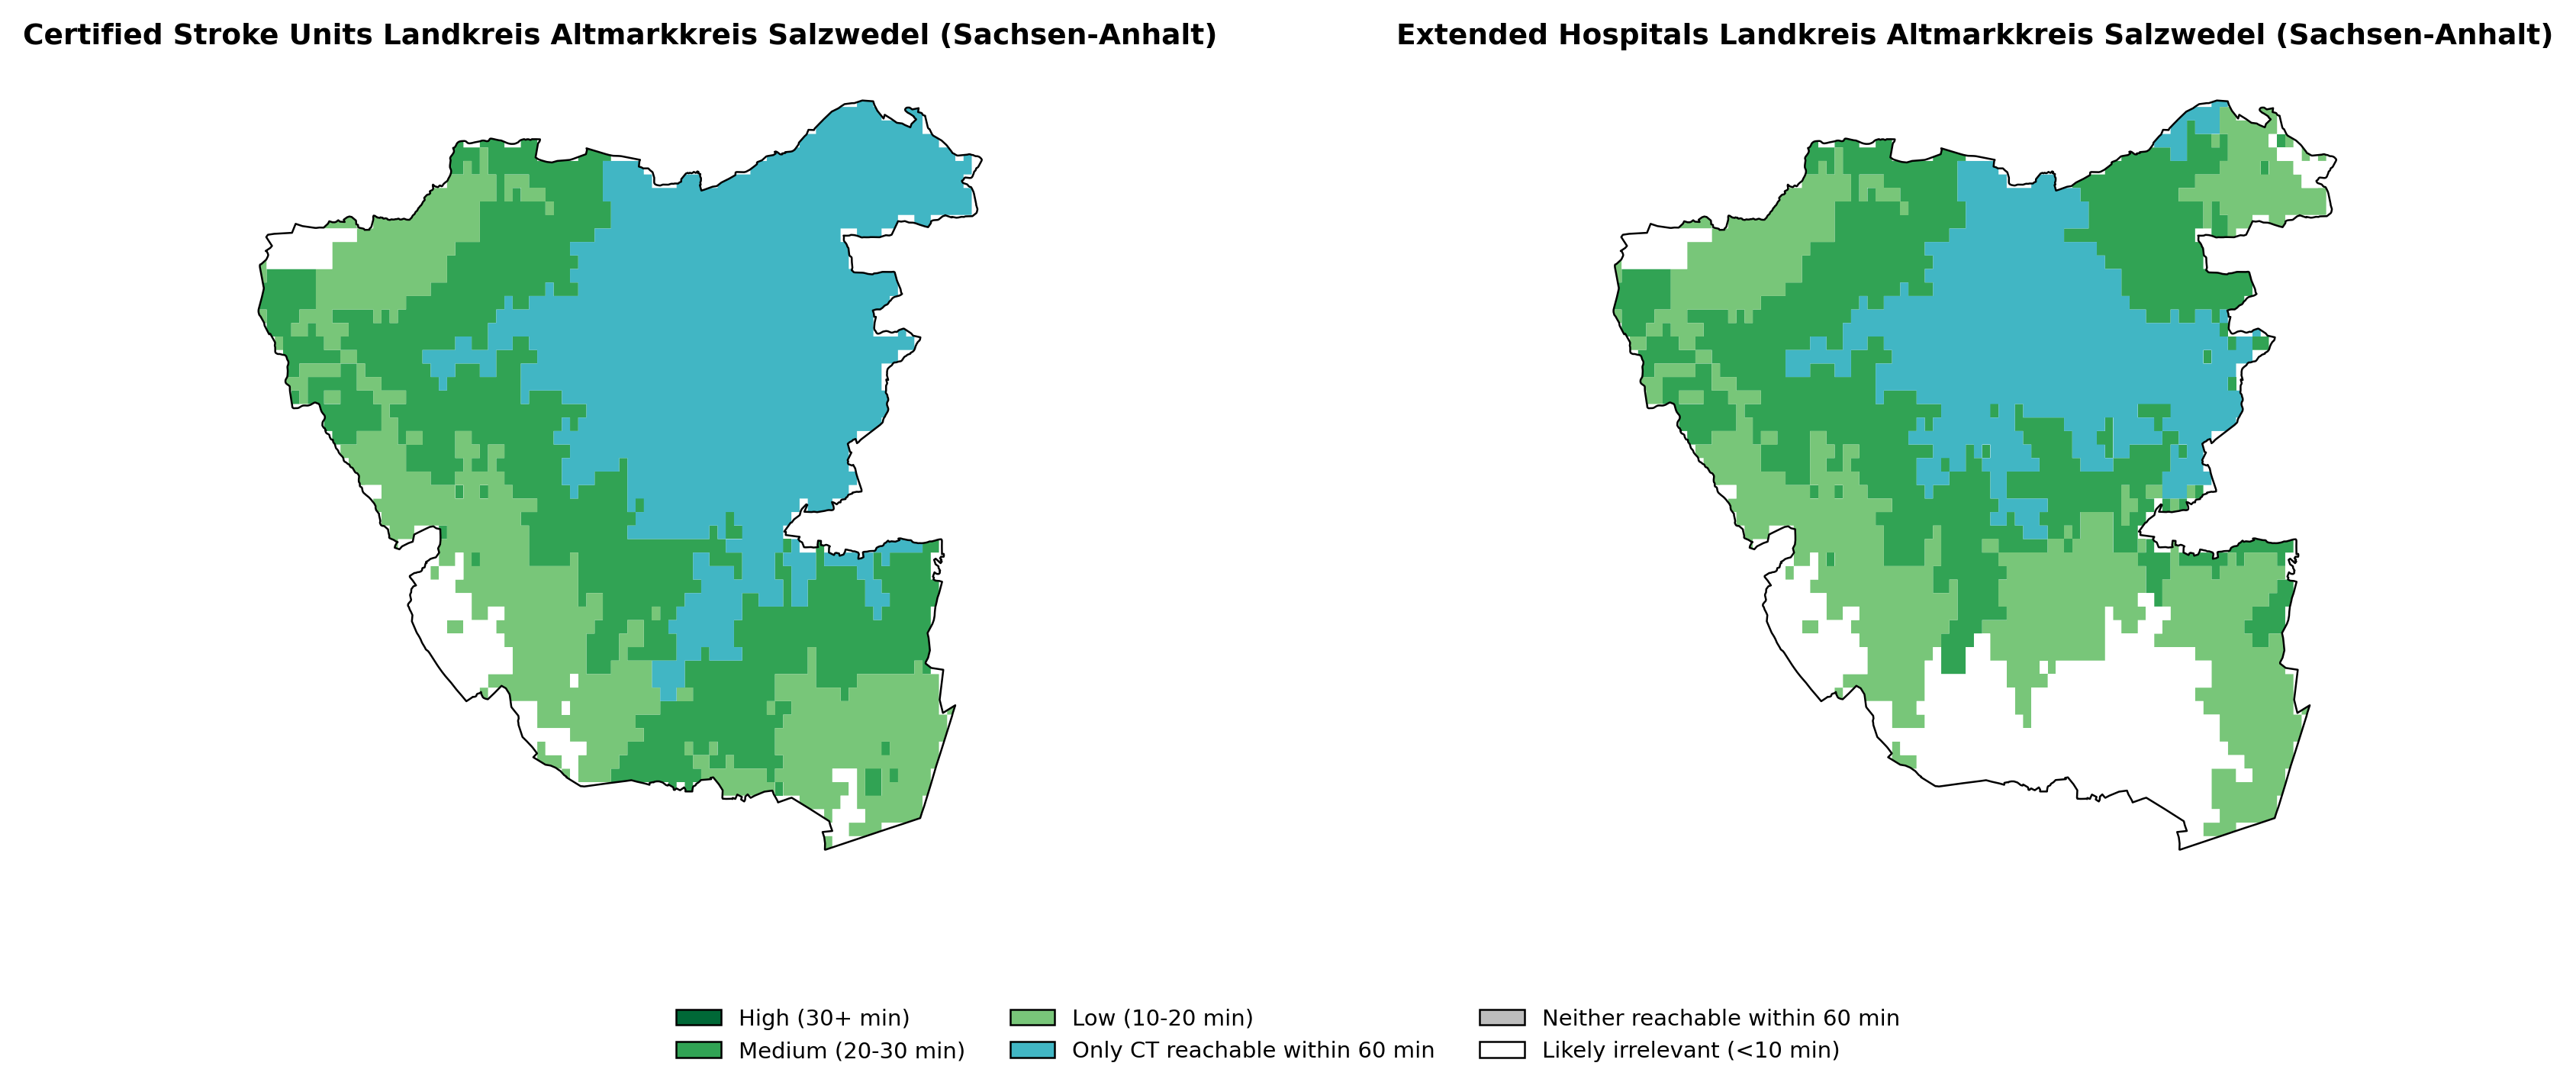 Certified Stroke Units Landkreis Altmarkkreis Salzwedel (Sachsen-Anhalt)
Extended Hospitals Landkreis Altmarkkreis Salzwedel (Sachsen-Anhalt)
High (30+ min)
Medium (20-30 min)
Low (10-20 min)
Only CT reachable within 60 min
Neither reachable within 60 min
Likely irrelevant (<10 min)